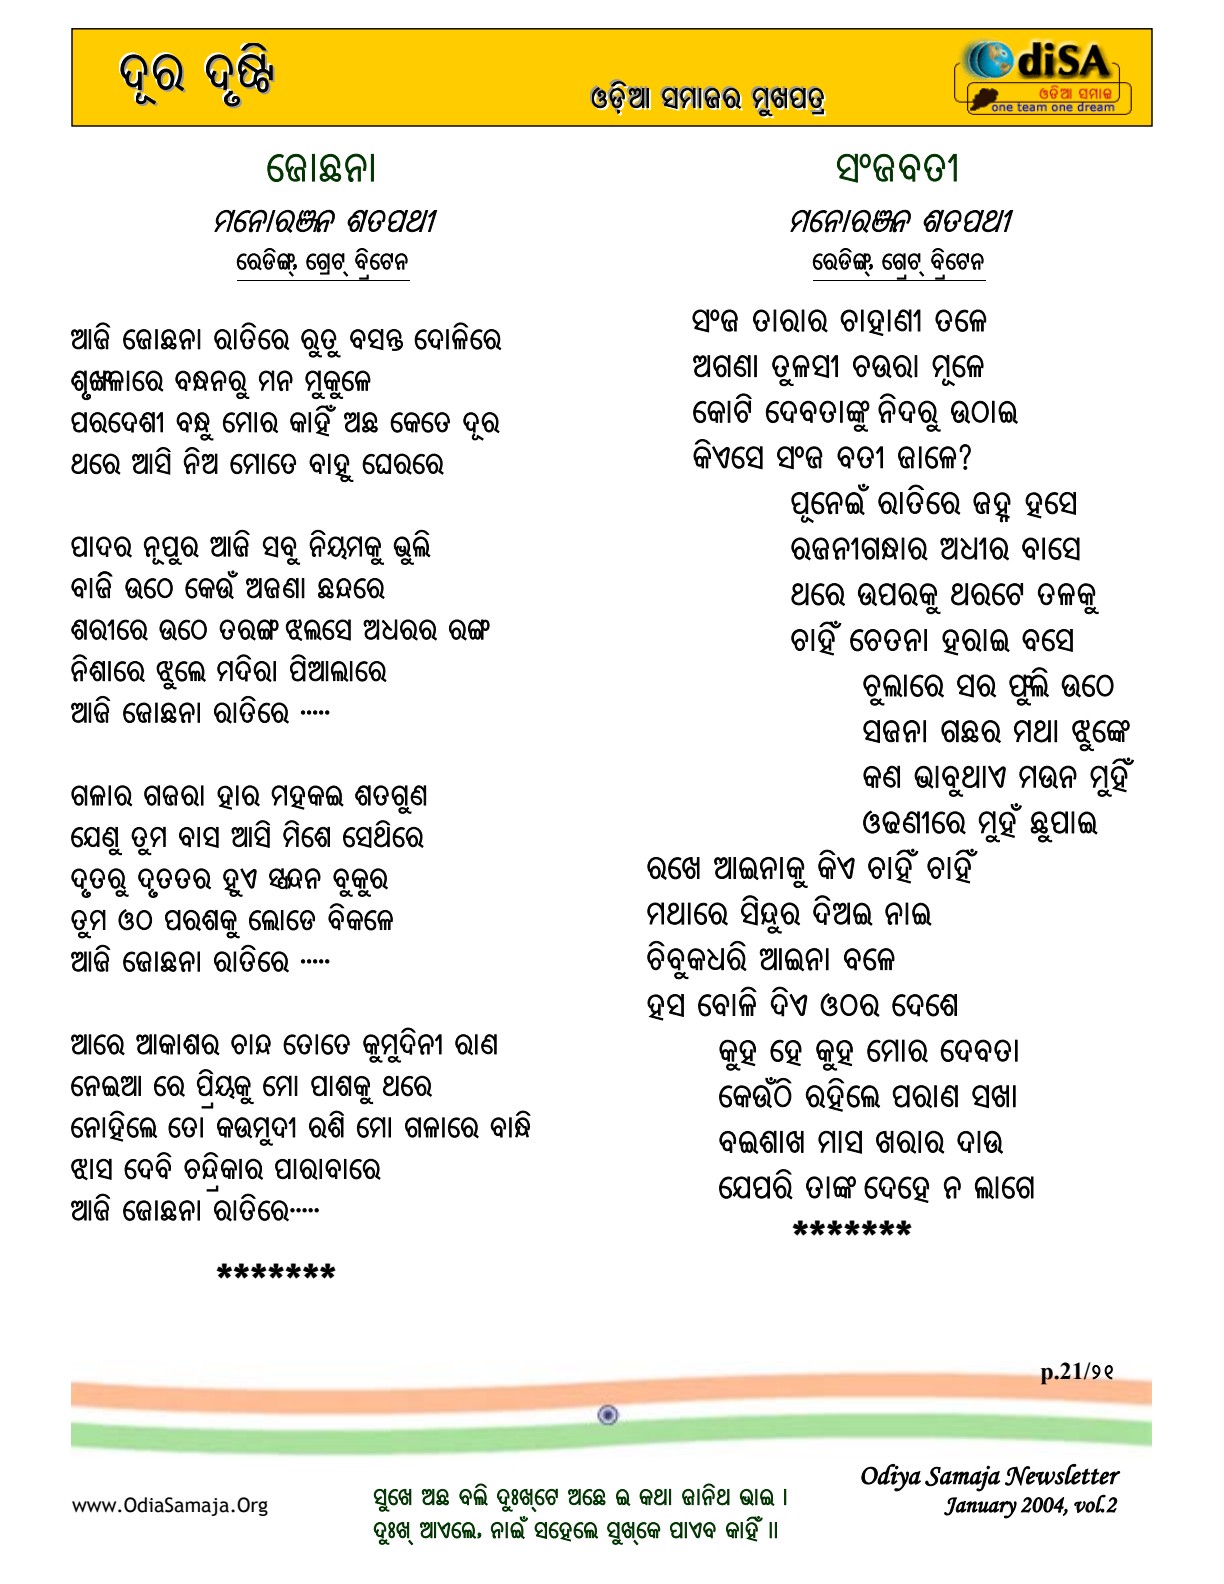 ଦୂର ଦୃଷ୍ଟି
ଓଡ଼ିଆ ସମାଜର ମୁଖପତ୍ର
OdiSA
ଓଡିଆ ସମାଜ
one team one dream
ଜୋଛନା
ମନୋରଞ୍ଜନ ଶତପଥୀ
ରେଡିଙ୍ଗ୍, ଗ୍ରେଟ୍ ବ୍ରିଟେନ
ଆଜି ଜୋଛନା ରାତିରେ ରୁତୁ ବସନ୍ତ ଦୋଳିରେ
ଶୃଙ୍ଖଳାରେ ବନ୍ଧନରୁ ମନ ମୁକୁଳେ
ପରଦେଶୀ ବନ୍ଧୁ ମୋର କାହିଁ ଅଛ କେତେ ଦୂର
ଥରେ ଆସି ନିଅ ମୋତେ ବାହୁ ଘେରରେ
ପାଦର ନୂପୁର ଆଜି ସବୁ ନିୟମକୁ ଭୁଲି
ବାଜି ଉଠେ କେଉଁ ଅଜଣା ଛନ୍ଦରେ
ଶରୀରେ ଉଠେ ତରଙ୍ଗ ଝଲସେ ଅଧରର ରଙ୍ଗ
ନିଶାରେ ଝୁଲେ ମଦିରା ପିଆଲାରେ
ଆଜି ଜୋଛନା ରାତିରେ .....
ଗଳାର ଗଜରା ହାର ମହକଇ ଶତଗୁଣ
ଯେଣୁ ତୁମ ବାସ ଆସି ମିଶେ ସେଥିରେ
ଦୃତରୁ ଦୃତତର ହୁଏ ସ୍ପନ୍ଦନ ବୁକୁର
ତୁମ ଓଠ ପରଶକୁ ଲୋଡେ ବିକଳେ
ଆଜି ଜୋଛନା ରାତିରେ .....
ଆରେ ଆକାଶର ଚାନ୍ଦ ତୋତେ କୁମୁଦିନୀ ରାଣ
ନେଇଆ ରେ ପ୍ରିୟକୁ ମୋ ପାଶକୁ ଥରେ
ନୋହିଲେ ତୋ କଉମୁଦୀ ରଶି ମୋ ଗଳାରେ ବାନ୍ଧି
ଝାସ ଦେବି ଚନ୍ଦ୍ରିକାର ପାରାବାରେ
ଆଜି ଜୋଛନା ରାତିରେ.....
*******
ସଂଜବତୀ
ମନୋରଞ୍ଜନ ଶତପଥୀ
ରେଡିଙ୍ଗ୍, ଗ୍ରେଟ୍ ବ୍ରିଟେନ
ସଂଜ ତାରାର ଚାହାଣୀ ତଳେ
ଅଗଣା ତୁଳସୀ ଚଉରା ମୂଳେ
କୋଟି ଦେବତାଙ୍କୁ ନିଦରୁ ଉଠାଇ
କିଏସେ ସଂଜ ବତୀ ଜାଳେ?
ପୂନେଇଁ ରାତିରେ ଜହ୍ନ ହସେ
ରଜନୀଗନ୍ଧାର ଅଧୀର ବାସେ
ଥରେ ଉପରକୁ ଥରଟେ ତଳକୁ
ଚାହିଁ ଚେତନା ହରାଇ ବସେ
ଚୁଲାରେ ସର ଫୁଲି ଉଠେ
ସଜନା ଗଛର ମଥା ଝୁଙ୍କେ
କଣ ଭାବୁଥାଏ ମଉନ ମୁହିଁ
ଓଢଣୀରେ ମୁହଁ ଛୁପାଇ
ରଖେ ଆଇନାକୁ କିଏ ଚାହିଁ ଚାହିଁ
ମଥାରେ ସିନ୍ଦୁର ଦିଅଇ ନାଇ
ଚିବୁକଧରି ଆଇନା ବଳେ
ହସ ବୋଳି ଦିଏ ଓଠର ଦେଶେ
କୁହ ହେ କୁହ ମୋର ଦେବତା
କେଉଁଠି ରହିଲେ ପରାଣ ସଖା
ବଇଶାଖ ମାସ ଖରାର ଦାଉ
ଯେପରି ତାଙ୍କ ଦେହେ ନ ଲାଗେ
*******
p.21/୨୧
www.OdiaSamaja.Org
ସୁଖେ ଅଛ ବଲି ଦୁଃଖ୍‌ଟେ ଅଛେ ଇ କଥା ଜାନିଥ ଭାଇ ।
ଦୁଃଖ୍ ଆଏଲେ, ନାଇଁ ସହେଲେ ସୁଖ୍‌କେ ପାଏବ କାହିଁ ॥
Odiya Samaja Newsletter
January 2004, vol.2